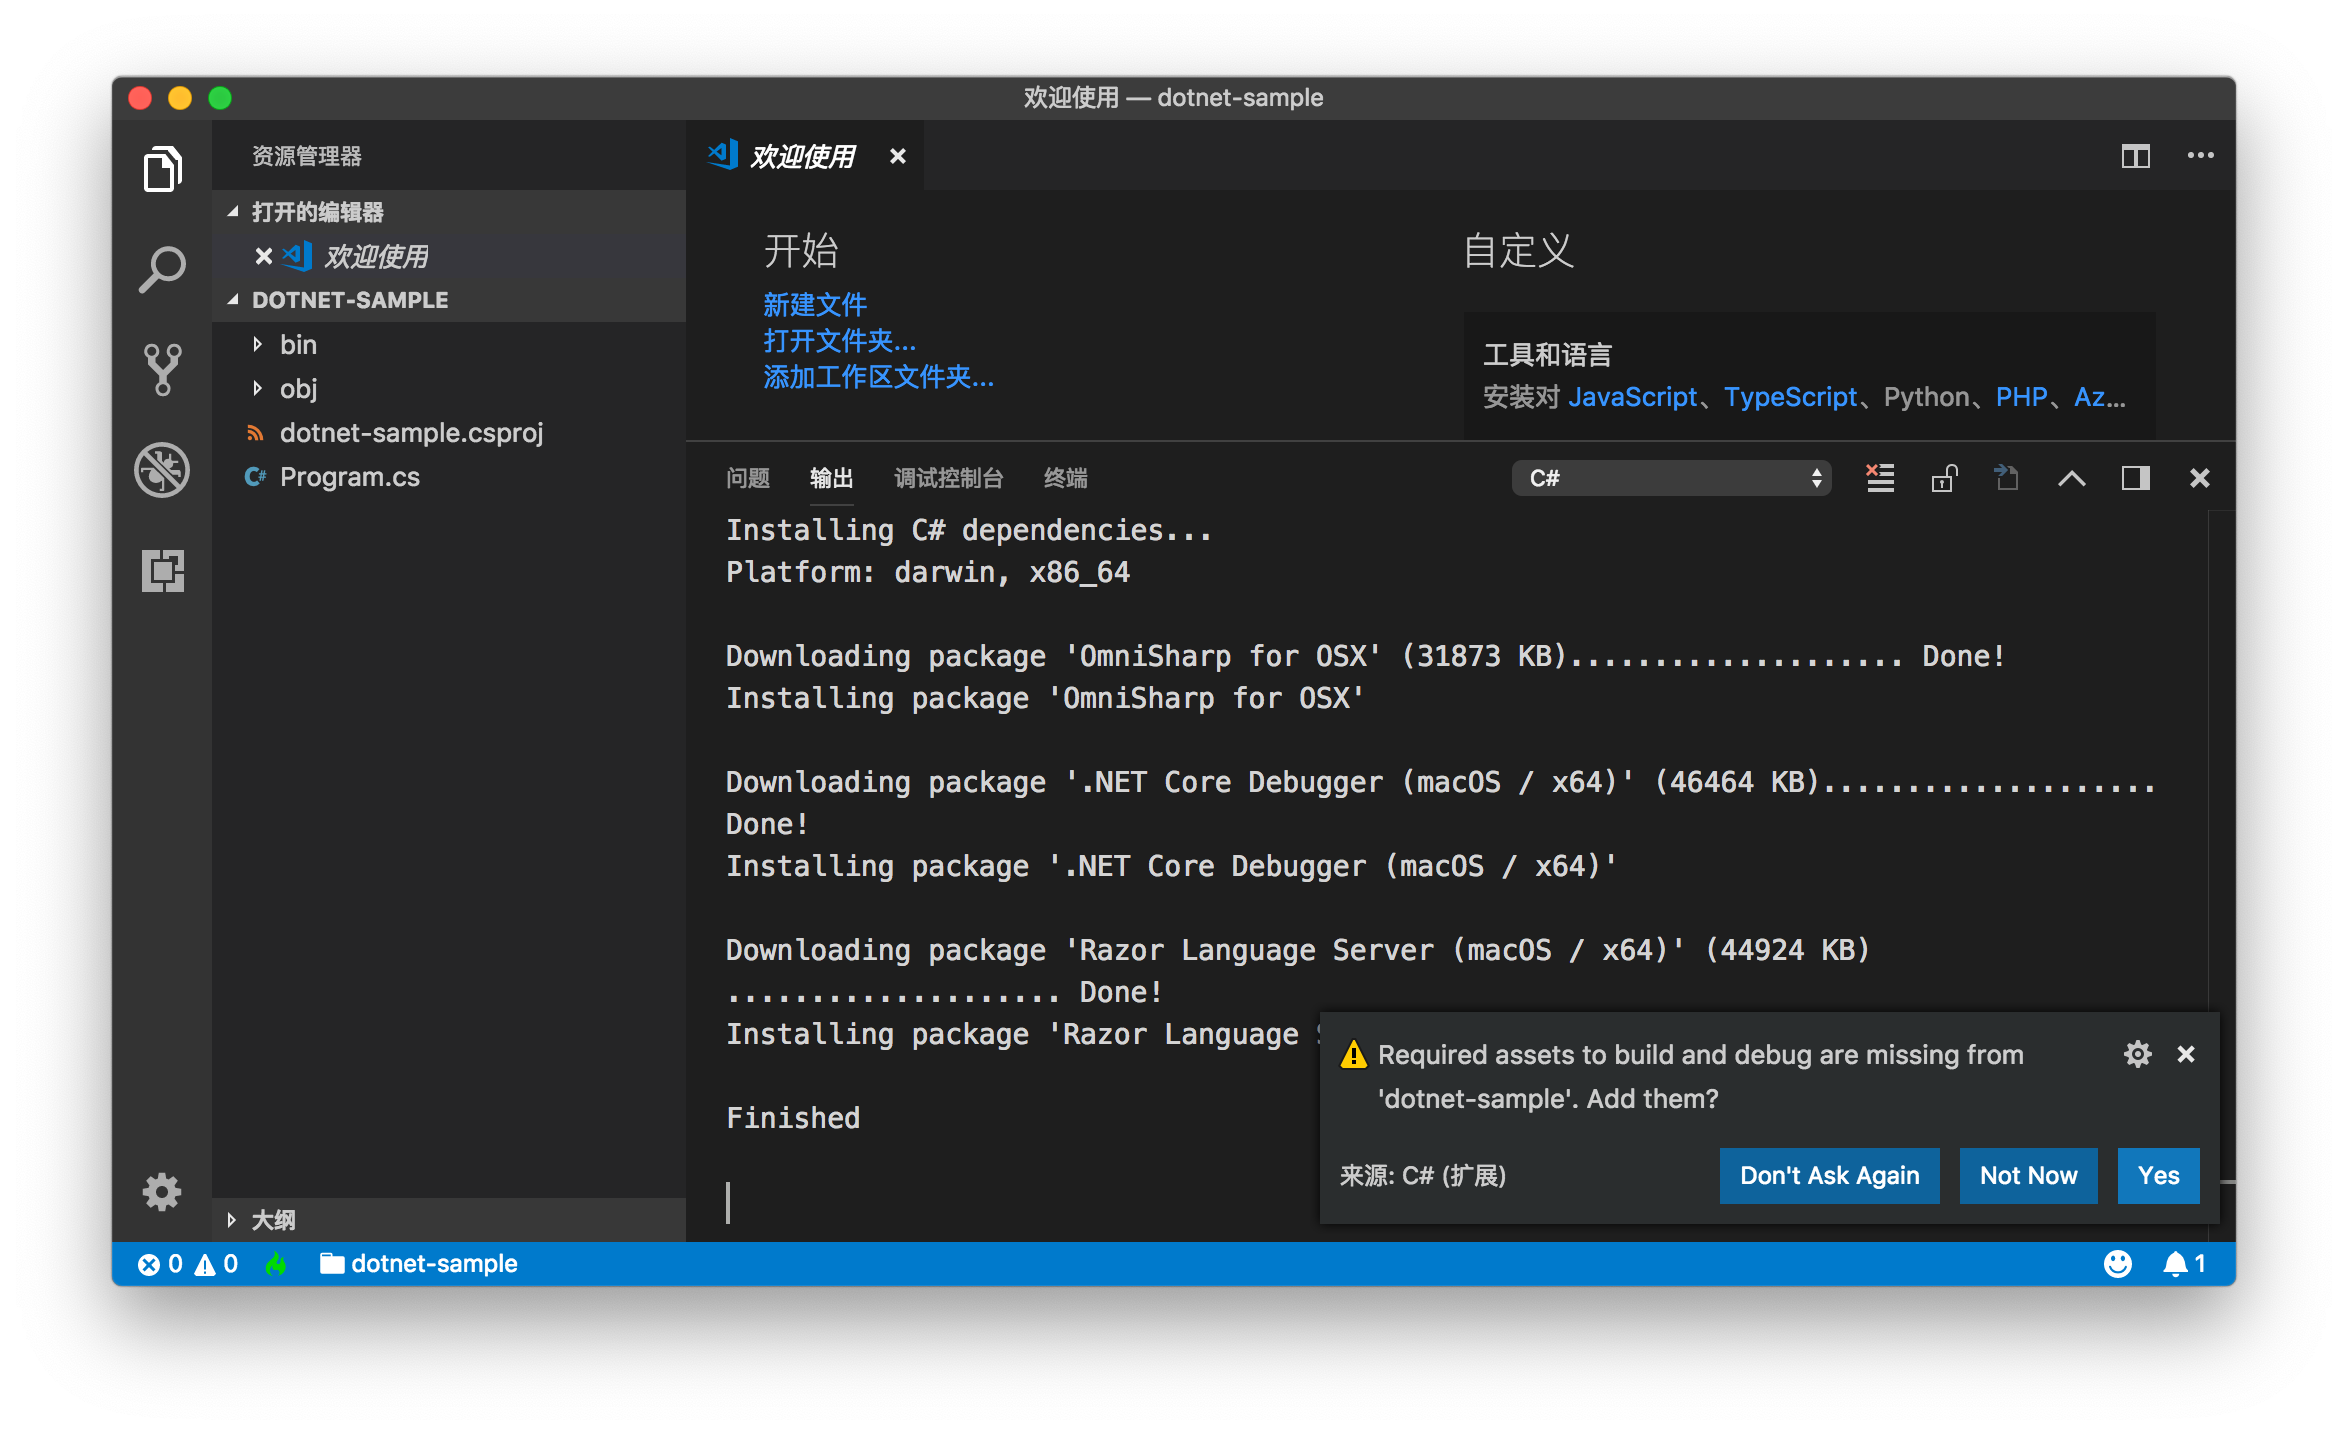 欢迎使用 — dotnet-sample
资源管理器
打开的编辑器
欢迎使用
DOTNET-SAMPLE
bin
obj
dotnet-sample.csproj
C# Program.cs
大纲
欢迎使用
开始
新建文件
打开文件夹...
添加工作区文件夹...
自定义
工具和语言
安装对 JavaScript、TypeScript、Python、PHP、Az...
问题 输出 调试控制台 终端 C#
Installing C# dependencies...
Platform: darwin, x86_64
Downloading package 'OmniSharp for OSX' (31873 KB).................... Done!
Installing package 'OmniSharp for OSX'
Downloading package '.NET Core Debugger (macOS / x64)' (46464 KB)....................
Done!
Installing package '.NET Core Debugger (macOS / x64)'
Downloading package 'Razor Language Server (macOS / x64)' (44924 KB)
.................... Done!
Installing package 'Razor Language
Finished
Required assets to build and debug are missing from
'dotnet-sample'. Add them?
来源: C# (扩展)
Don't Ask Again
Not Now
Yes
0 0 dotnet-sample 1